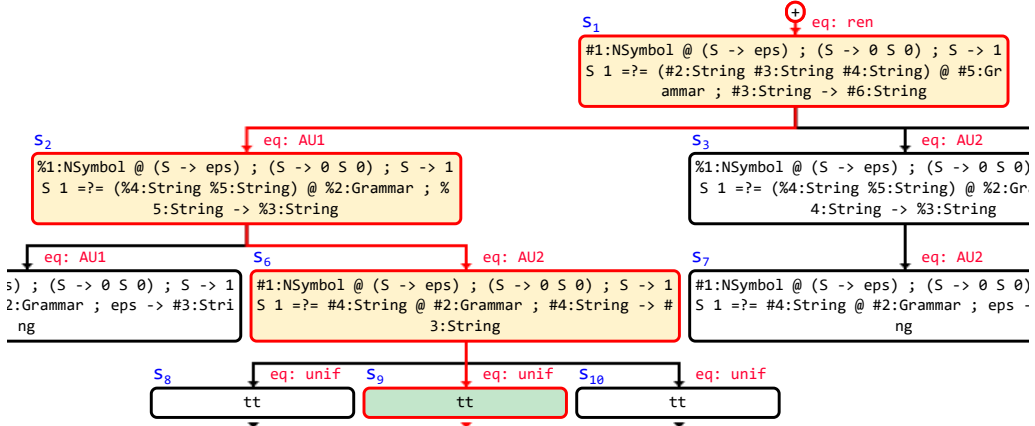 +
eq: ren
S1
#1:NSymbol @ (S -> eps) ; (S -> 0 S 0) ; S -> 1
S 1 =?= (#2:String #3:String #4:String) @ #5:Gr
ammar ; #3:String -> #6:String
S2
eq: AU1
%1:NSymbol @ (S -> eps) ; (S -> 0 S 0) ; S -> 1
S 1 =?= (%4:String %5:String) @ %2:Grammar ; %
5:String -> %3:String
S3
eq: AU2
%1:NSymbol @ (S -> eps) ; (S -> 0 S 0)
S 1 =?= (%4:String %5:String) @ %2:Gra
4:String -> %3:String
eq: AU1
s) ; (S -> 0 S 0) ; S -> 1
2:Grammar ; eps -> #3:Stri
ng
S6
eq: AU2
#1:NSymbol @ (S -> eps) ; (S -> 0 S 0) ; S -> 1
S 1 =?= #4:String @ #2:Grammar ; #4:String -> #
3:String
S7
eq: AU2
#1:NSymbol @ (S -> eps) ; (S -> 0 S 0)
S 1 =?= #4:String @ #2:Grammar ; eps -
ng
S8
eq: unif
tt
S9
eq: unif
tt
S10
eq: unif
tt